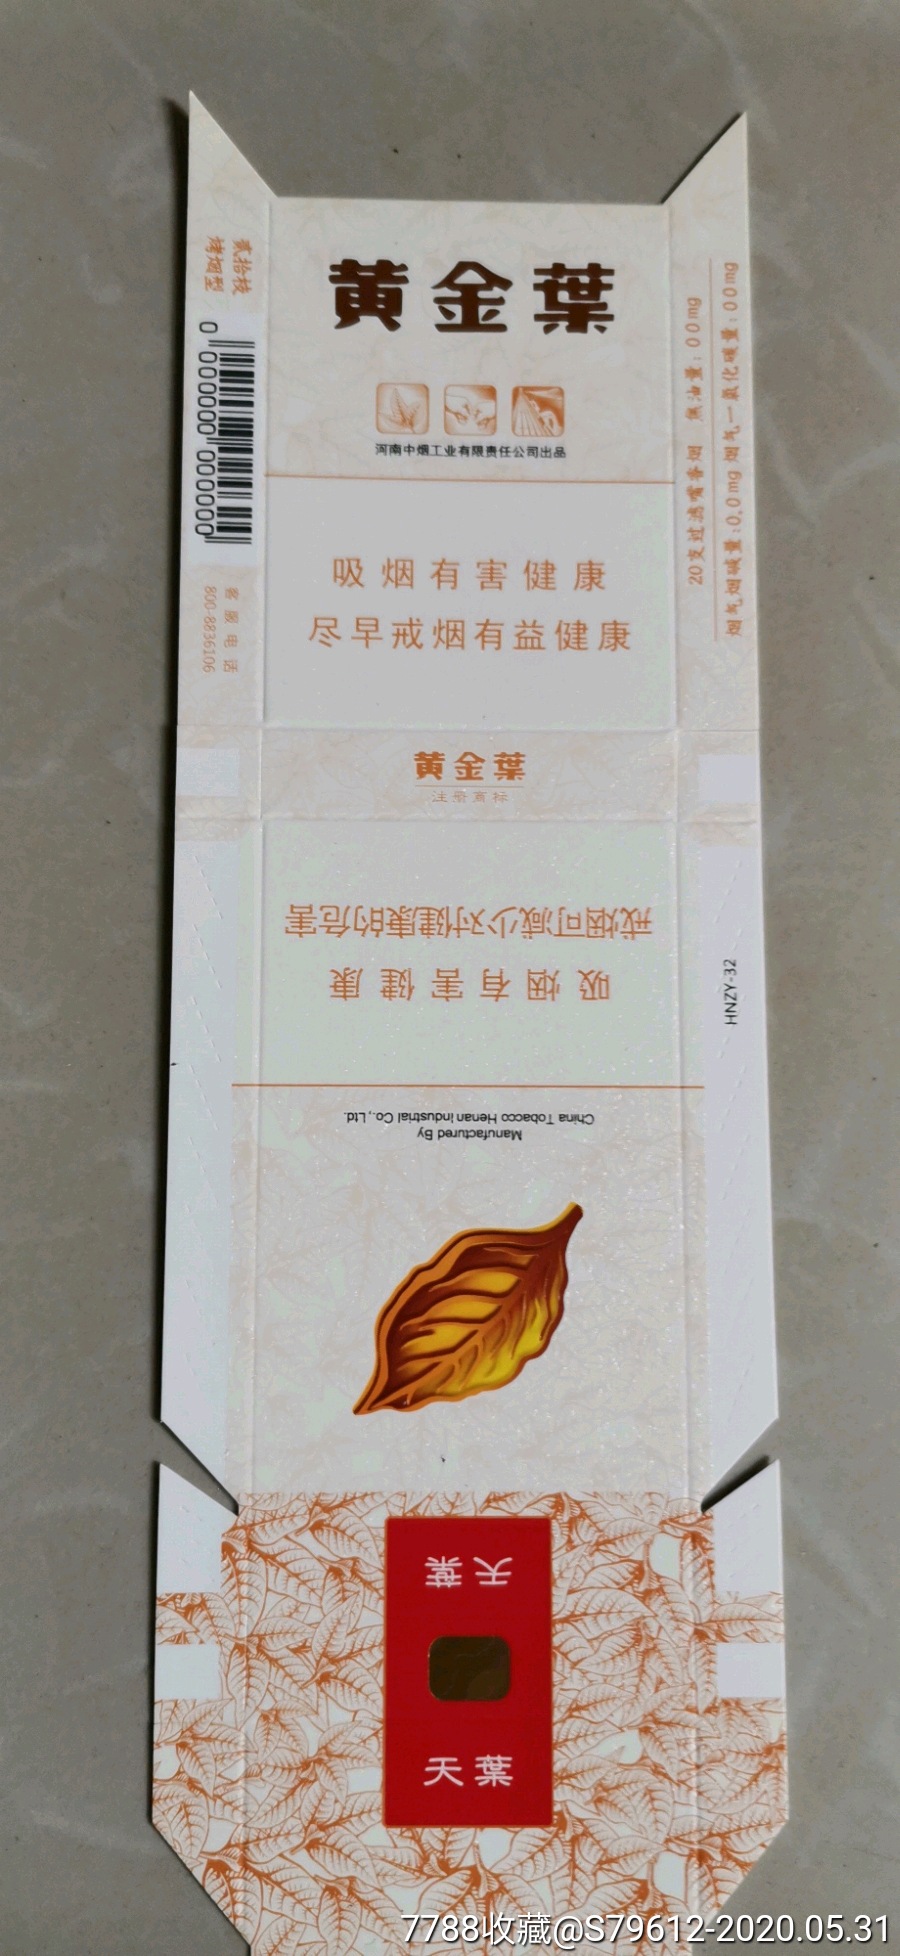 黄金葉
河南中烟工业有限责任公司出品
吸烟有害健康
尽早戒烟有益健康
贰拾枝
烤烟型
0 000000 000000
客服电话
800-8836106
20支过滤嘴香烟 焦油量:00mg
烟气烟碱量:0.0mg 烟气一氧化碳量:00mg
黄金葉
注册商标
吸烟有害健康
戒烟可减少对健康的危害
HNZY-32
Manufactured By
China Tobacco Henan Industrial Co.,Ltd.
天葉
天葉
7788收藏@S79612-2020.05.31